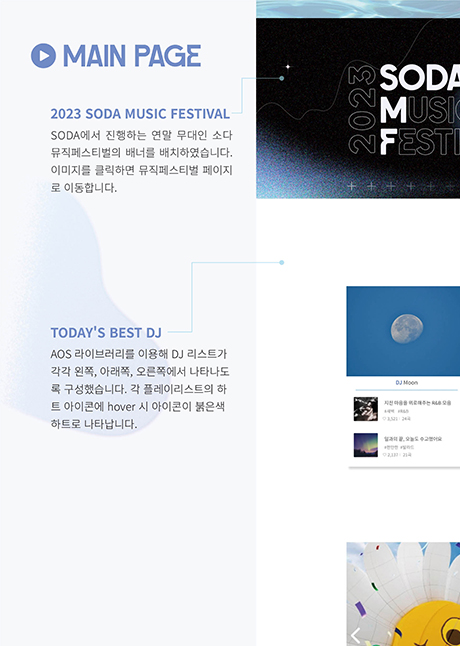 MAIN PAGE
2023 SODA MUSIC FESTIVAL
SODA에서 진행하는 연말 무대인 소다
뮤직페스티벌의 배너를 배치하였습니다.
이미지를 클릭하면 뮤직페스티벌 페이지
로 이동합니다.
2023
SODA
MUSIC
FESTI
TODAY'S BEST DJ
AOS 라이브러리를 이용해 DJ 리스트가
각각 왼쪽, 아래쪽, 오른쪽에서 나타나도
록 구성했습니다. 각 플레이리스트의 하
트 아이콘에 hover 시 아이콘이 붉은색
하트로 나타납니다.
DJ Moon
지친 마음을 위로해주는 R&B 모음
#새벽 #R&B
달과의 끝, 오늘도 수고했어요